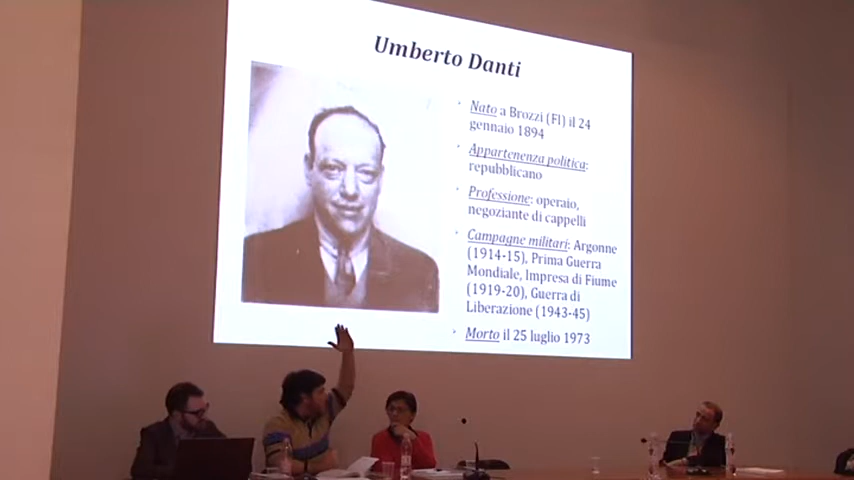 Umberto Danti
Nato a Brozzi (FI) il 24
gennaio 1894
Appartenenza politica:
repubblicano
Professione: operaio,
negoziante di cappelli
Campagne militari: Argonne
(1914-15), Prima Guerra
Mondiale, Impresa di Fiume
(1919-20), Guerra di
Liberazione (1943-45)
Morto il 25 luglio 1973